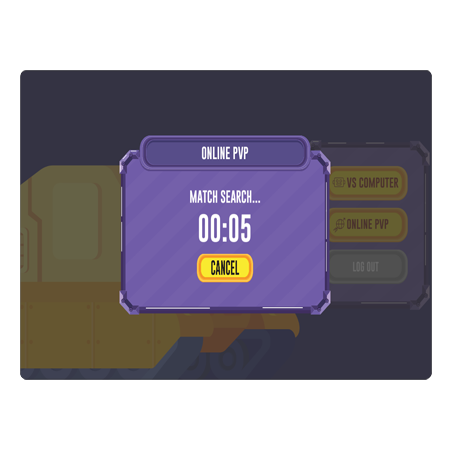 ONLINE PVP
MATCH SEARCH...
00:05
CANCEL
VS COMPUTER
ONLINE PVP
LOG OUT